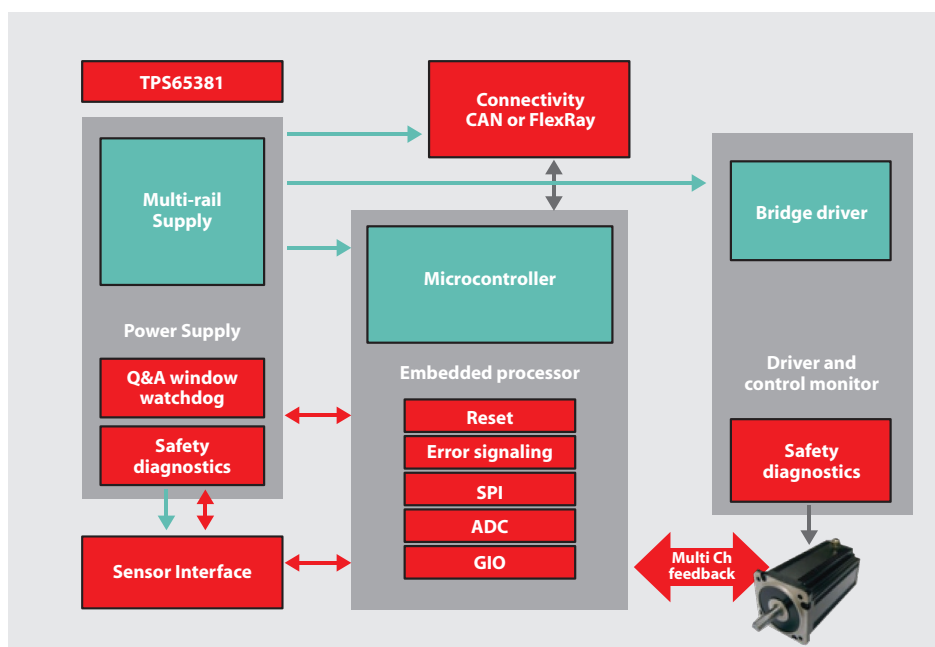 TPS65381
Multi-rail
Supply
Power Supply
Q&A window
watchdog
Safety
diagnostics
Sensor Interface
Connectivity
CAN or FlexRay
Microcontroller
Embedded processor
Reset
Error signaling
SPI
ADC
GIO
Bridge driver
Driver and
control monitor
Safety
diagnostics
Multi Ch
feedback